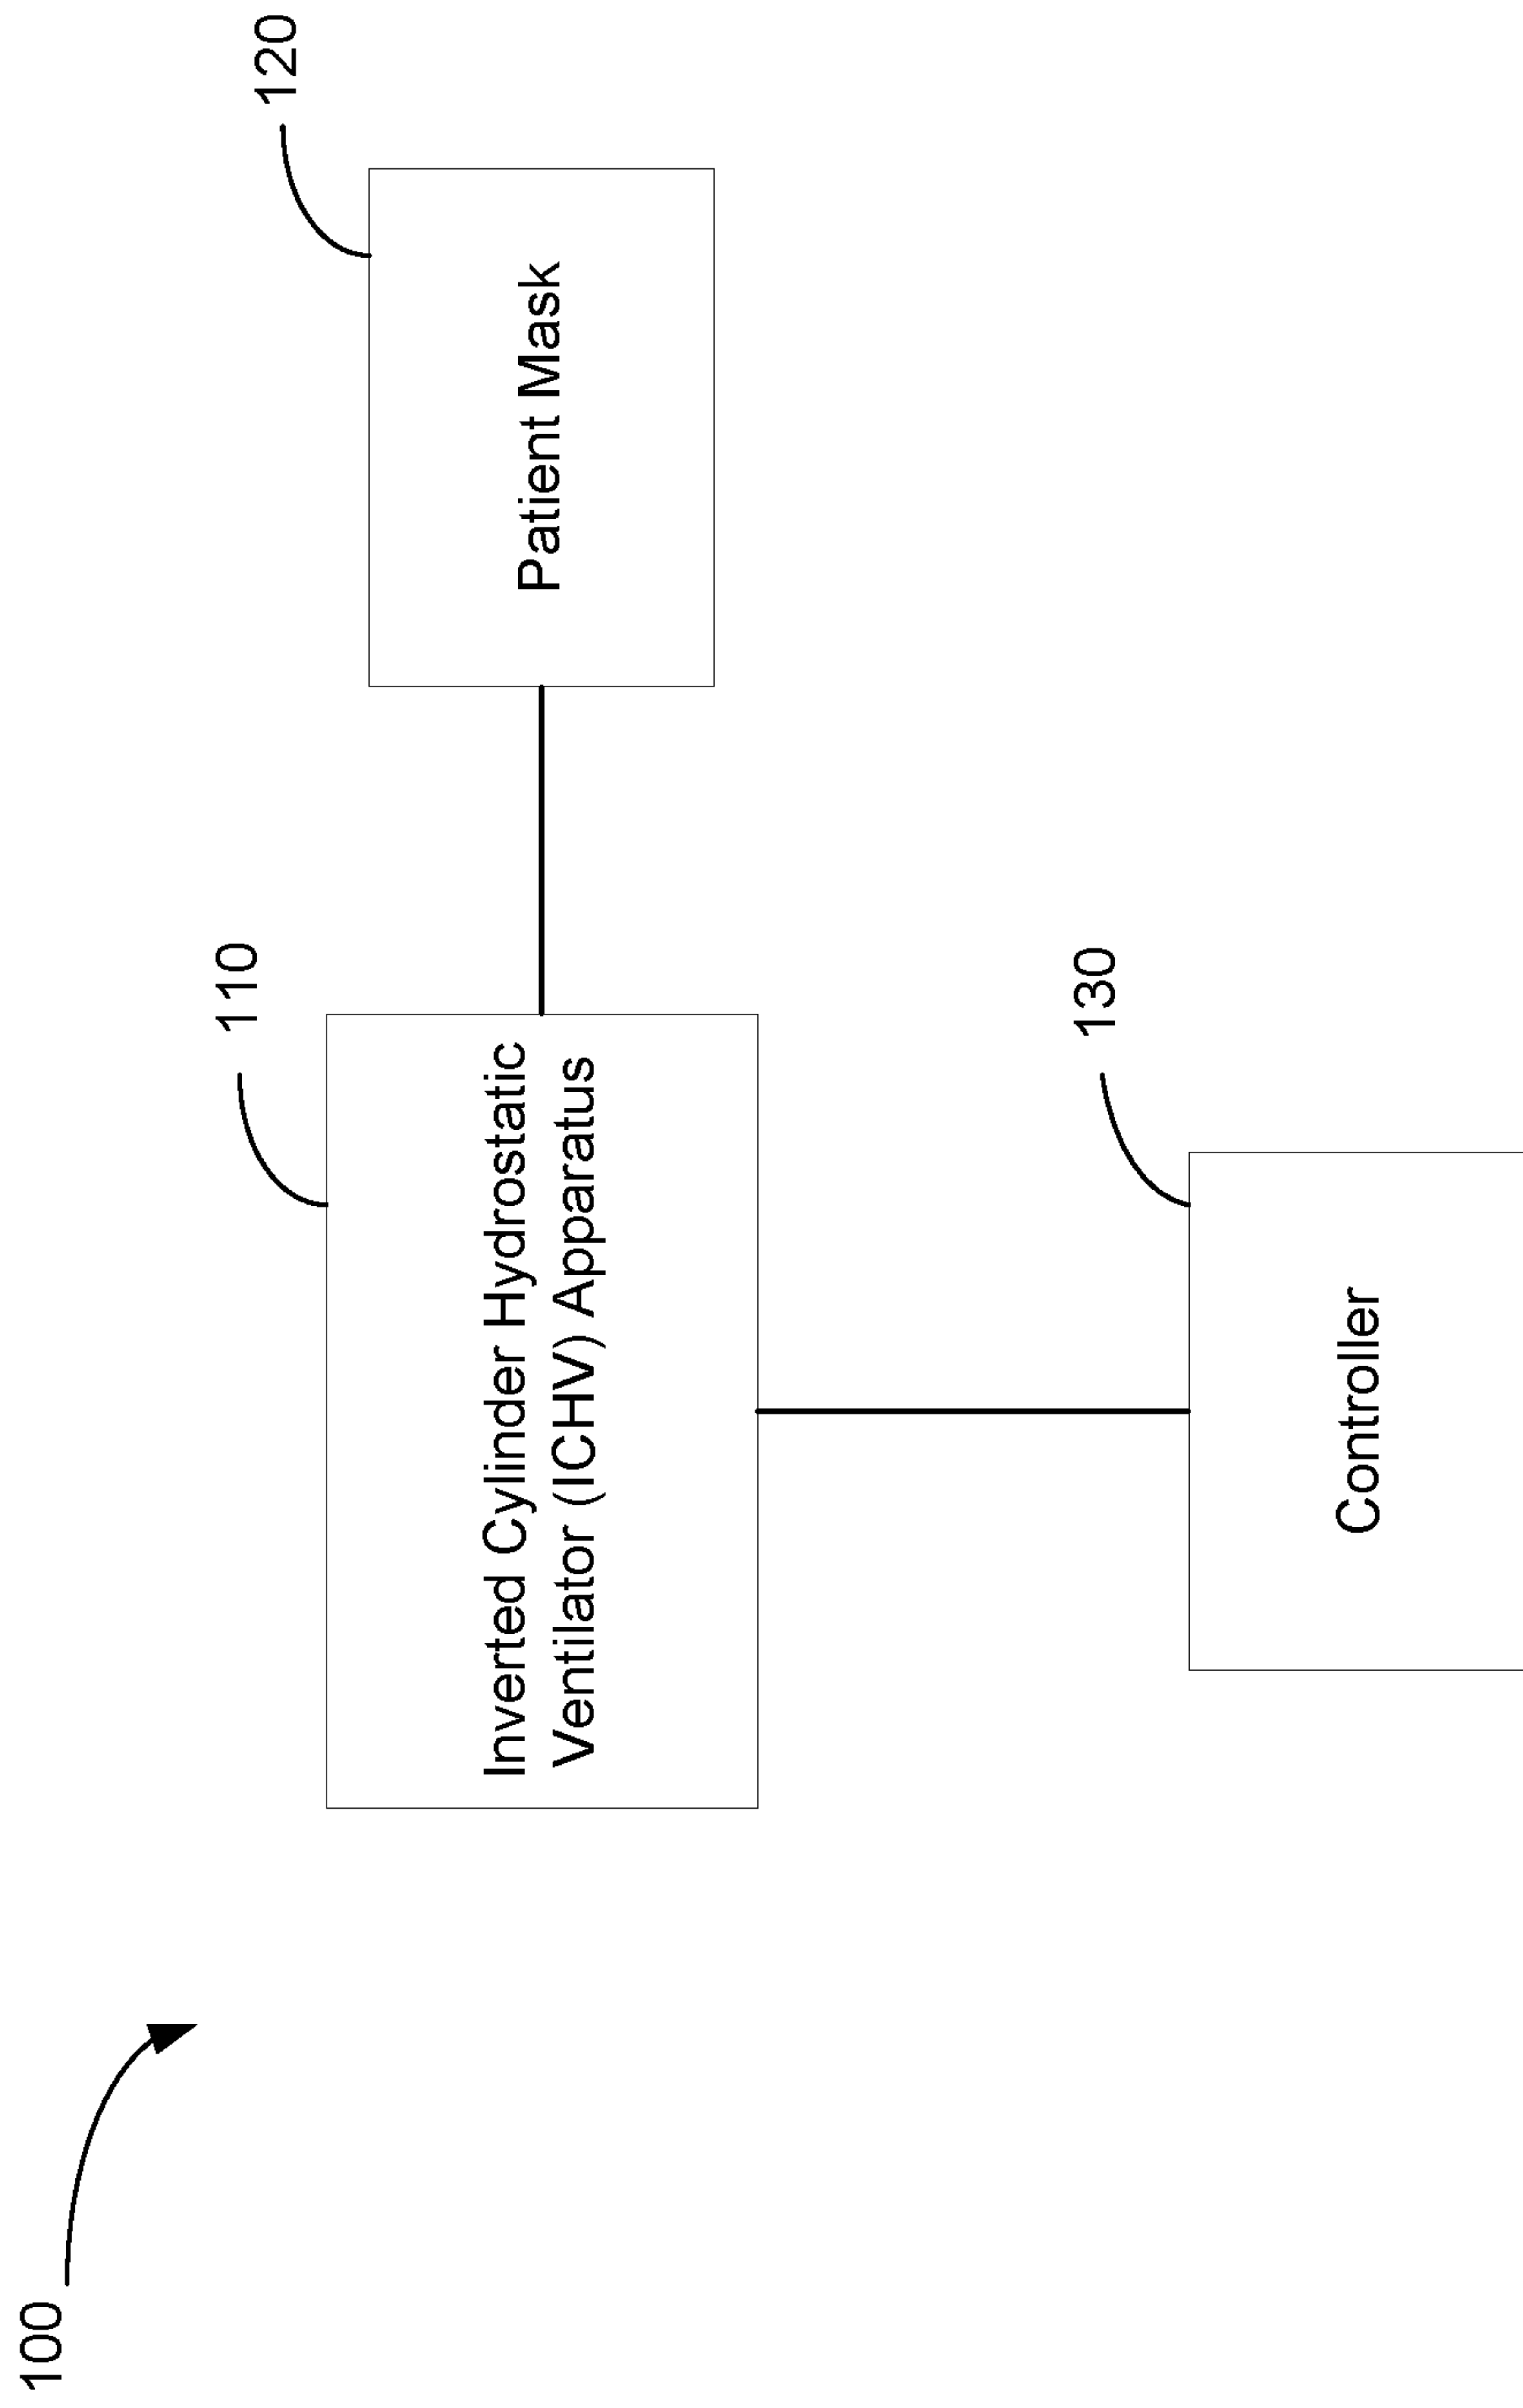 100
110
120
Inverted Cylinder Hydrostatic
Ventilator (ICHV) Apparatus
Patient Mask
130
Controller